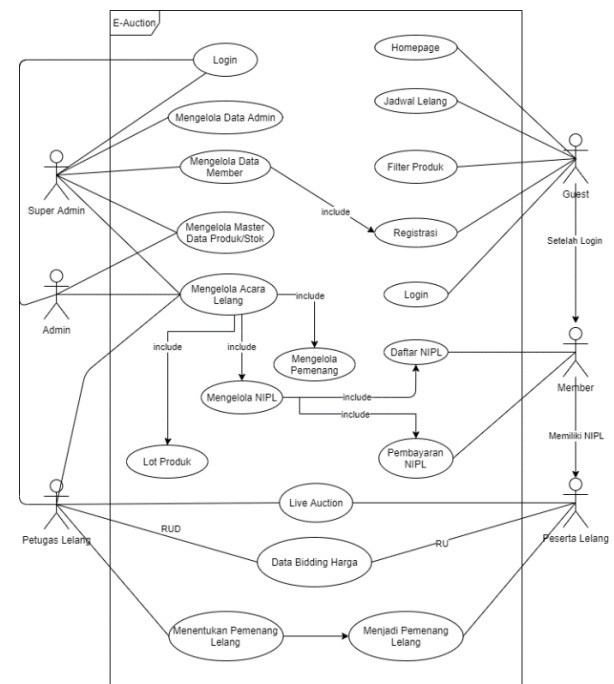 E-Auction
Login
Homepage
Mengelola Data Admin
Jadwal Lelang
Mengelola Data
Member
Filter Produk
Super Admin
Guest
include
Mengelola Master
Data Produk/Stok
Registrasi
Setelah Login
Mengelola Acara
Lelang
include
Login
Admin
include
include
Mengelola
Pemenang
Daftar NIPL
Member
Mengelola NIPL
include
include
Memiliki NIPL
Lot Produk
Pembayaran
NIPL
Live Auction
Petugas Lelang
Peserta Lelang
RUD
RU
Data Bidding Harga
Menentukan Pemenang
Lelang
Menjadi Pemenang
Lelang